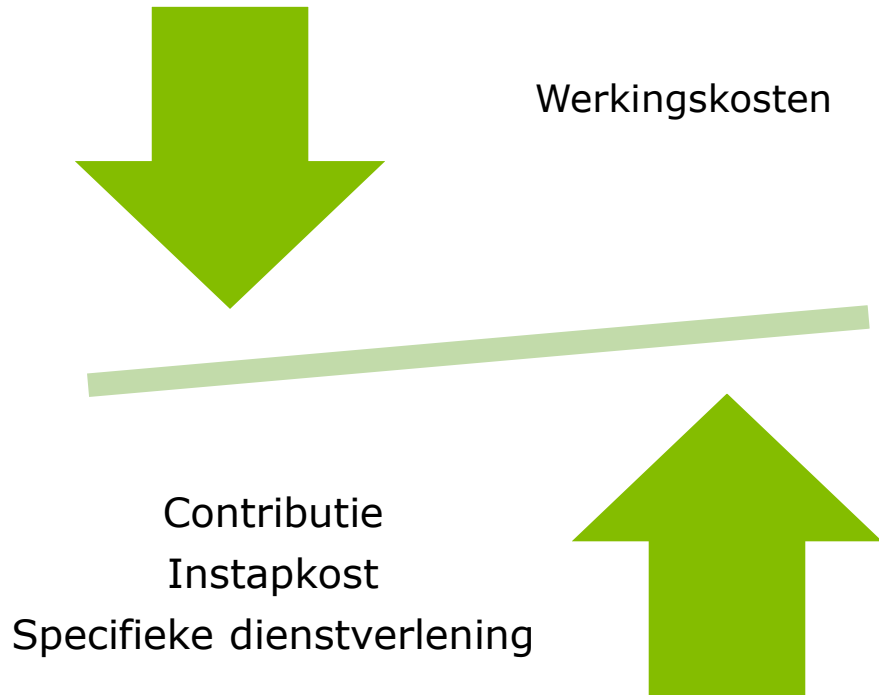 Werkingskosten
Contributie
Instapkost
Specifieke dienstverlening